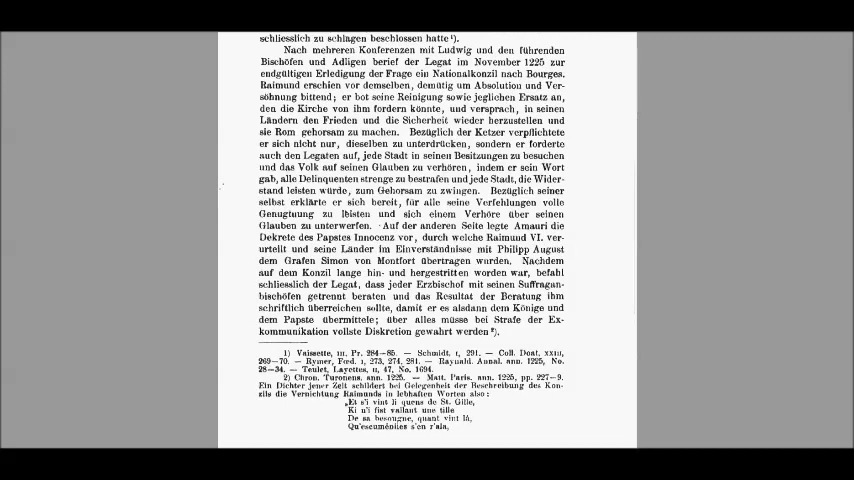 schliesslich zu schlagen beschlossen hatte ¹).
Nach mehreren Konferenzen mit Ludwig und den führenden
Bischöfen und Adligen berief der Legat im November 1225 zur
endgültigen Erledigung der Frage ein Nationalkonzil nach Bourges.
Raimund erschien vor demselben, demütig um Absolution und Ver-
söhnung bittend; er bot seine Reinigung sowie jeglichen Ersatz an,
den die Kirche von ihm fordern könnte, und versprach, in seinen
Ländern den Frieden und die Sicherheit wieder herzustellen und
sie Rom gehorsam zu machen. Bezüglich der Ketzer verpflichtete
er sich nicht nur, dieselben zu unterdrücken, sondern er forderte
auch den Legaten auf, jede Stadt in seinen Besitzungen zu besuchen
und das Volk auf seinen Glauben zu verhören, indem er sein Wort
gab, alle Delinquenten strenge zu bestrafen und jede Stadt, die Wider-
stand leisten würde, zum Gehorsam zu zwingen. Bezüglich seiner
selbst erklärte er sich bereit, für alle seine Verfehlungen volle
Genugtuung zu lbisten und sich einem Verhöre über seinen
Glauben zu unterwerfen. Auf der anderen Seite legte Amauri die
Dekrete des Papstes Innocenz vor, durch welche Raimund VI. ver-
urteilt und seine Länder im Einverständnisse mit Philipp August
dem Grafen Simon von Montfort übertragen wurden. Nachdem
auf dem Konzil lange hin- und hergestritten worden war, befahl
schliesslich der Legat, dass jeder Erzbischof mit seinen Suffragan-
bischöfen getrennt beraten und das Resultat der Beratung ihm
schriftlich überreichen sollte, damit er es alsdann dem Könige und
dem Papste übermittele; über alles müsse bei Strafe der Ex-
kommunikation vollste Diskretion gewahrt werden ²).
1) Vaissette, III, Pr. 284—85. — Schmidt, I, 291. — Coll. Doat, XXIII,
269—70. — Rymer, Fœd. I, 273, 274, 281. — Raynald. Annal. ann. 1225, No.
28—34. — Teulet, Layettes, II, 47, No. 1694.
2) Chron. Turonens. ann. 1225. — Matt. Paris. ann. 1225, pp. 227—9.
Ein Dichter jener Zeit schildert bei Gelegenheit der Beschreibung des Kon-
zils die Vernichtung Raimunds in lebhaften Worten also:
„Et s'i vint li quens de St. Gille,
Ki n'i fist vallant une tille
De sa besougne, quant vint là,
Qu'escuménîes s'en r'ala,